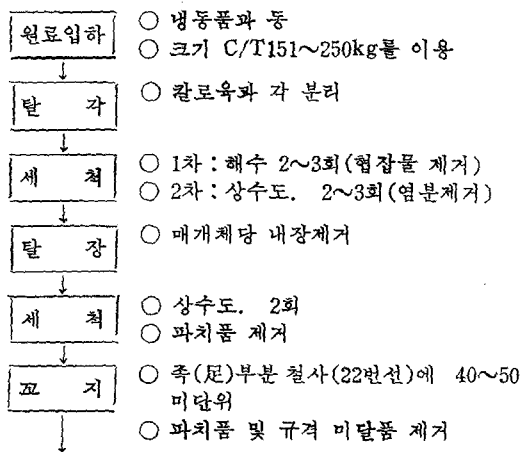 원료입하
○ 냉동품과 동
○ 크기 C/T151~250kg를 이용
탈 각
○ 칼로육과 각 분리
세 척
○ 1차 : 해수 2~3회(협잡물 제거)
○ 2차 : 상수도. 2~3회(염분제거)
탈 장
○ 매개체당 내장제거
세 척
○ 상수도. 2회
○ 파치품 제거
꼬 지
○ 족(足)부분 철사(22번선)에 40~50
미단위
○ 파치품 및 규격 미달품 제거